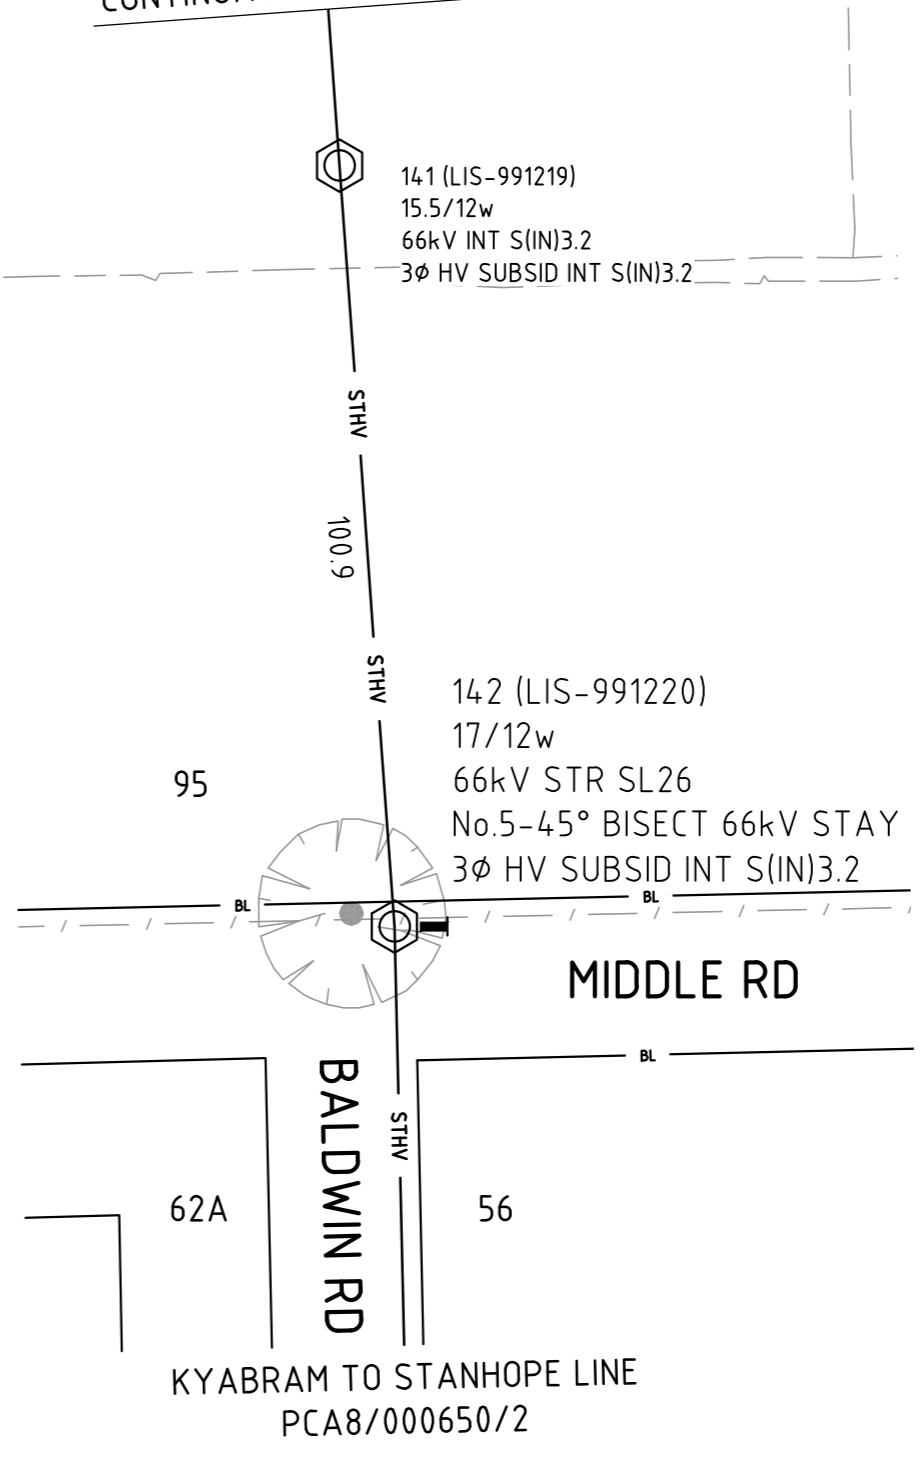 141 (LIS-991219)
15.5/12w
66kV INT S(IN)3.2
3Ø HV SUBSID INT S(IN)3.2
STHV
100.9
STHV
142 (LIS-991220)
17/12w
66kV STR SL26
No.5-45° BISECT 66kV STAY
3Ø HV SUBSID INT S(IN)3.2
95
BL
BL
MIDDLE RD
BL
BALDWIN RD
STHV
62A
56
KYABRAM TO STANHOPE LINE
PCA8/000650/2